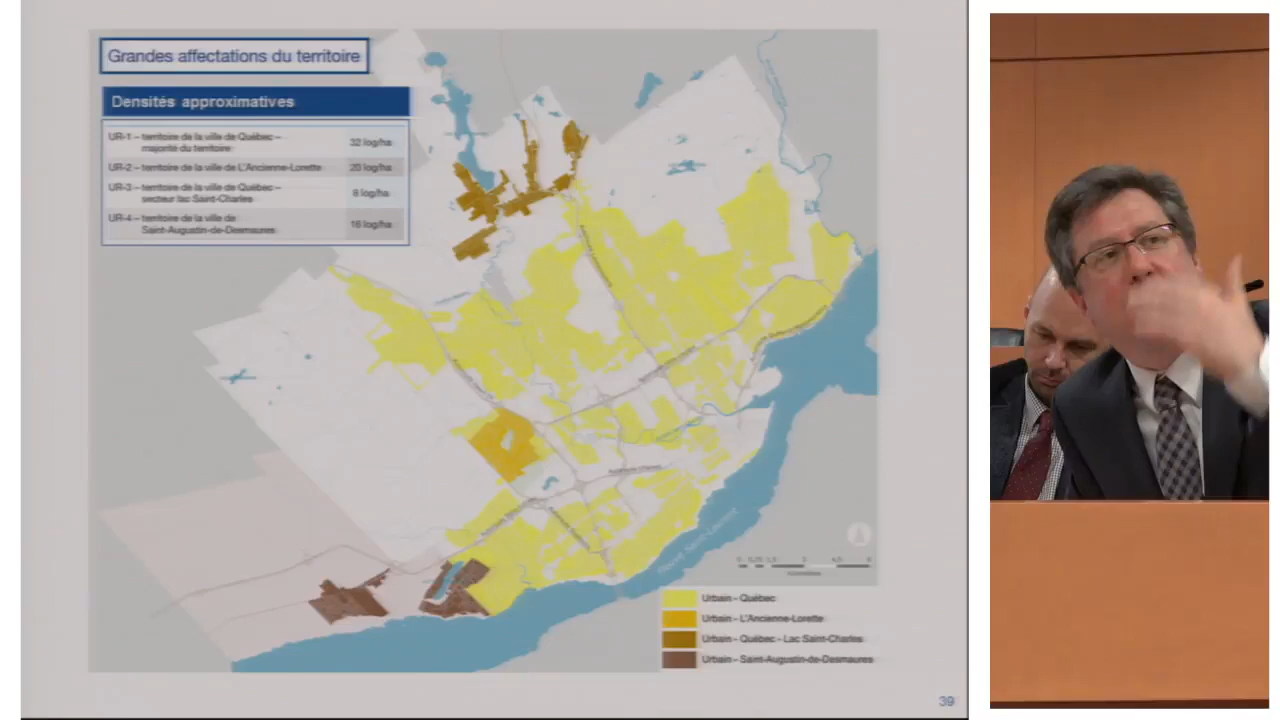 Grandes affectations du territoire
Densités approximatives
UR-1 – territoire de la ville de Québec –
majorité du territoire
32 log/ha
UR-2 – territoire de la ville de L'Ancienne-Lorette
20 log/ha
UR-3 – territoire de la ville de Québec –
secteur lac Saint-Charles
6 log/ha
UR-4 – territoire de la ville de
Saint-Augustin-de-Desmaures
16 log/ha
Fleuve Saint-Laurent
Kilomètres
Urbain – Québec
Urbain – L'Ancienne-Lorette
Urbain – Québec – Lac Saint-Charles
Urbain – Saint-Augustin-de-Desmaures
39